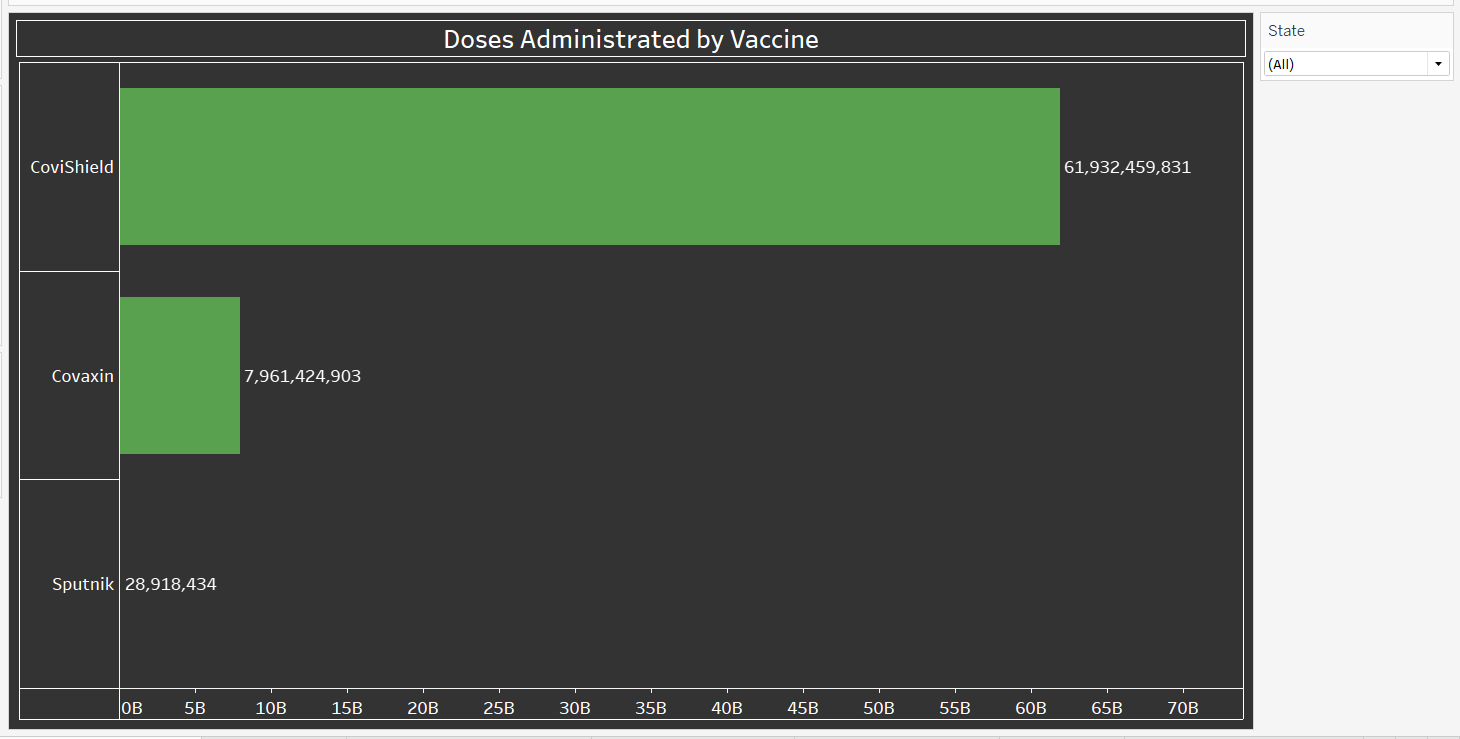 Doses Administrated by Vaccine
State
(All)
CoviShield
61,932,459,831
Covaxin
7,961,424,903
Sputnik
28,918,434
0B 5B 10B 15B 20B 25B 30B 35B 40B 45B 50B 55B 60B 65B 70B